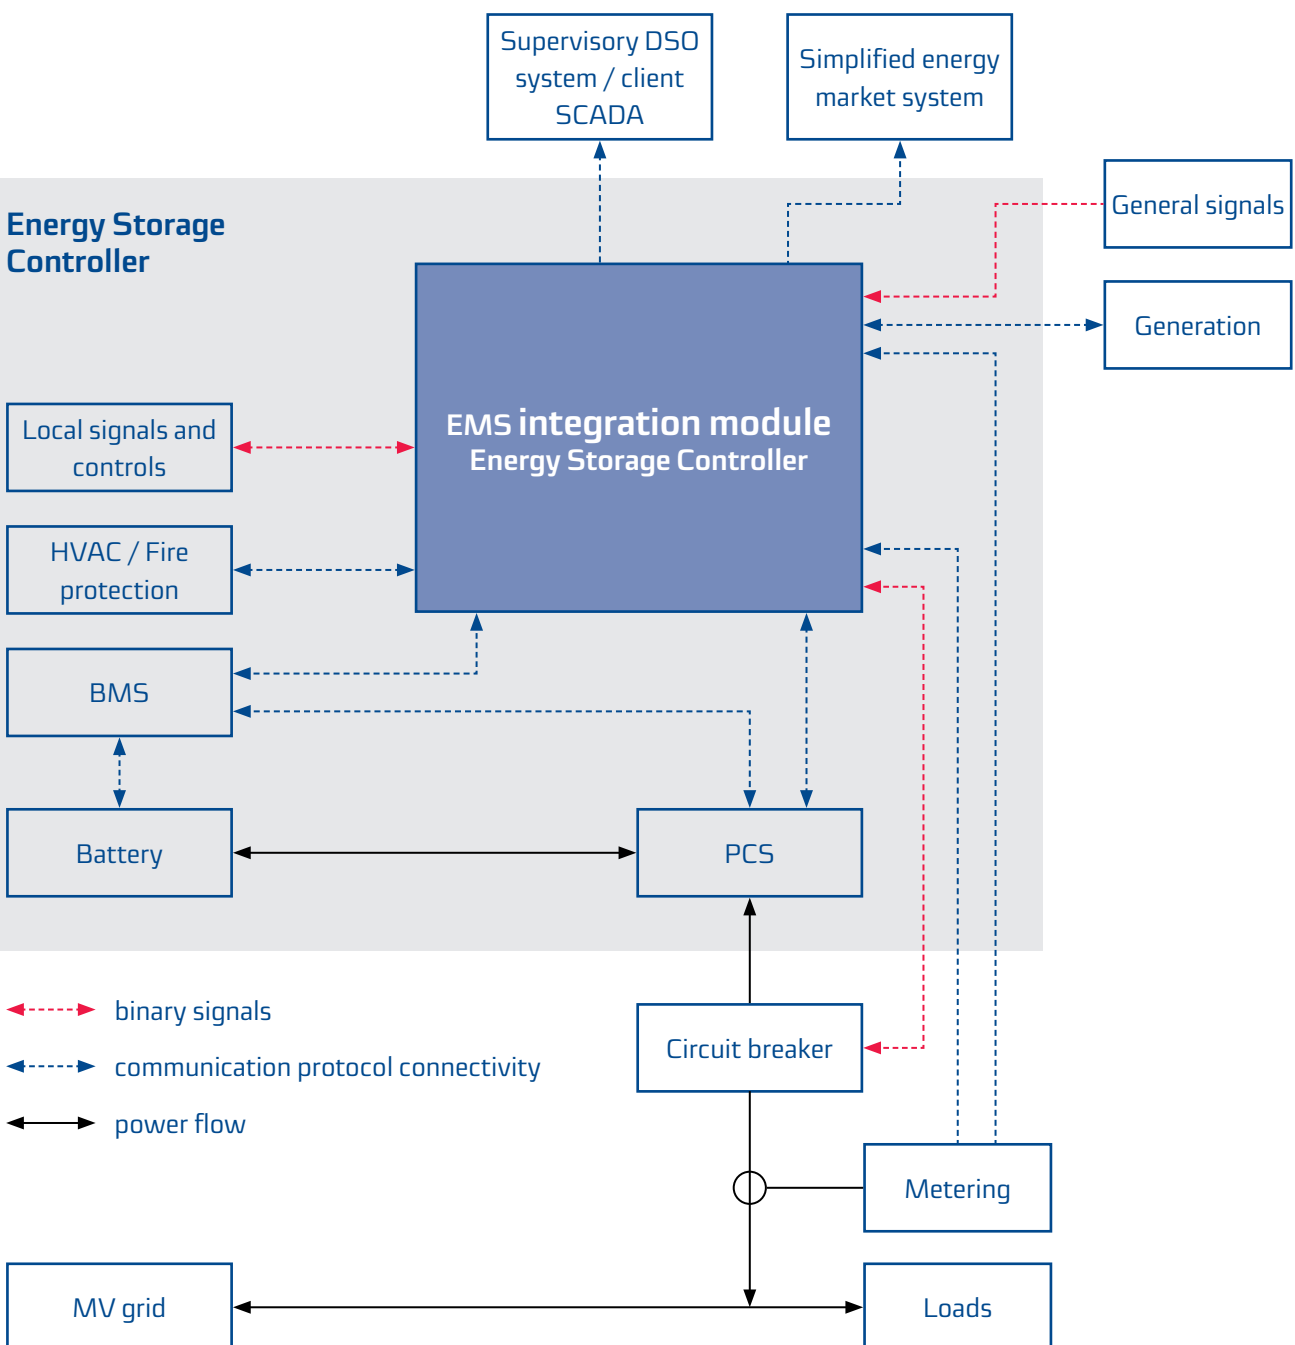 Supervisory DSO
system / client
SCADA
Simplified energy
market system
General signals
Energy Storage
Controller
Generation
EMS integration module
Energy Storage Controller
Local signals and
controls
HVAC / Fire
protection
BMS
Battery
PCS
binary signals
communication protocol connectivity
power flow
Circuit breaker
Metering
MV grid
Loads